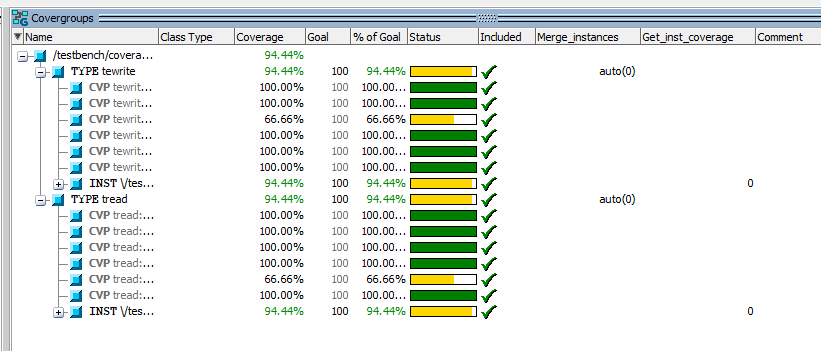 Covergroups
Name Class Type Coverage Goal % of Goal Status Included Merge_instances Get_inst_coverage Comment
/testbench/covera... 94.44%
TYPE tewrite 94.44% 100 94.44% auto(0)
CVP tewrit... 100.00% 100 100.00...
CVP tewrit... 100.00% 100 100.00...
CVP tewrit... 66.66% 100 66.66%
CVP tewrit... 100.00% 100 100.00...
CVP tewrit... 100.00% 100 100.00...
CVP tewrit... 100.00% 100 100.00...
INST \/tes... 94.44% 100 94.44% 0
TYPE tread 94.44% 100 94.44% auto(0)
CVP tread:... 100.00% 100 100.00...
CVP tread:... 100.00% 100 100.00...
CVP tread:... 100.00% 100 100.00...
CVP tread:... 100.00% 100 100.00...
CVP tread:... 66.66% 100 66.66%
CVP tread:... 100.00% 100 100.00...
INST \/tes... 94.44% 100 94.44% 0